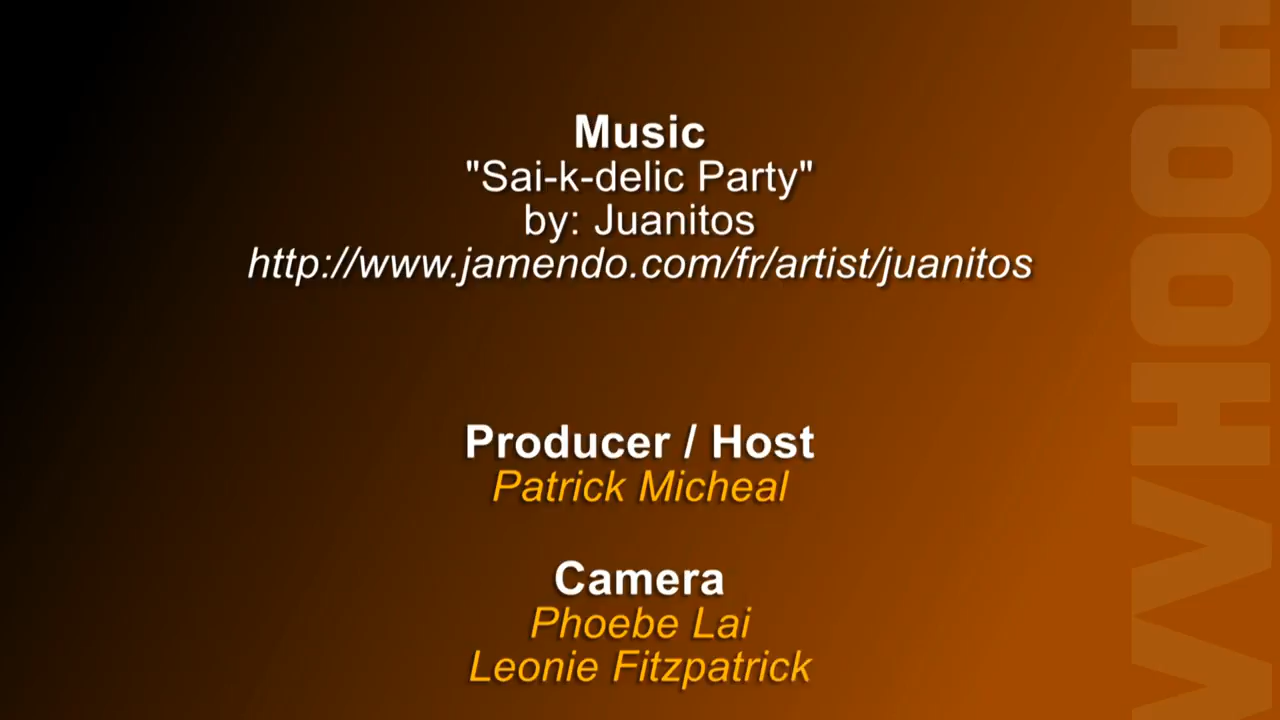 Music
"Sai-k-delic Party"
by: Juanitos
http://www.jamendo.com/fr/artist/juanitos
Producer / Host
Patrick Micheal
Camera
Phoebe Lai
Leonie Fitzpatrick
WHOOH